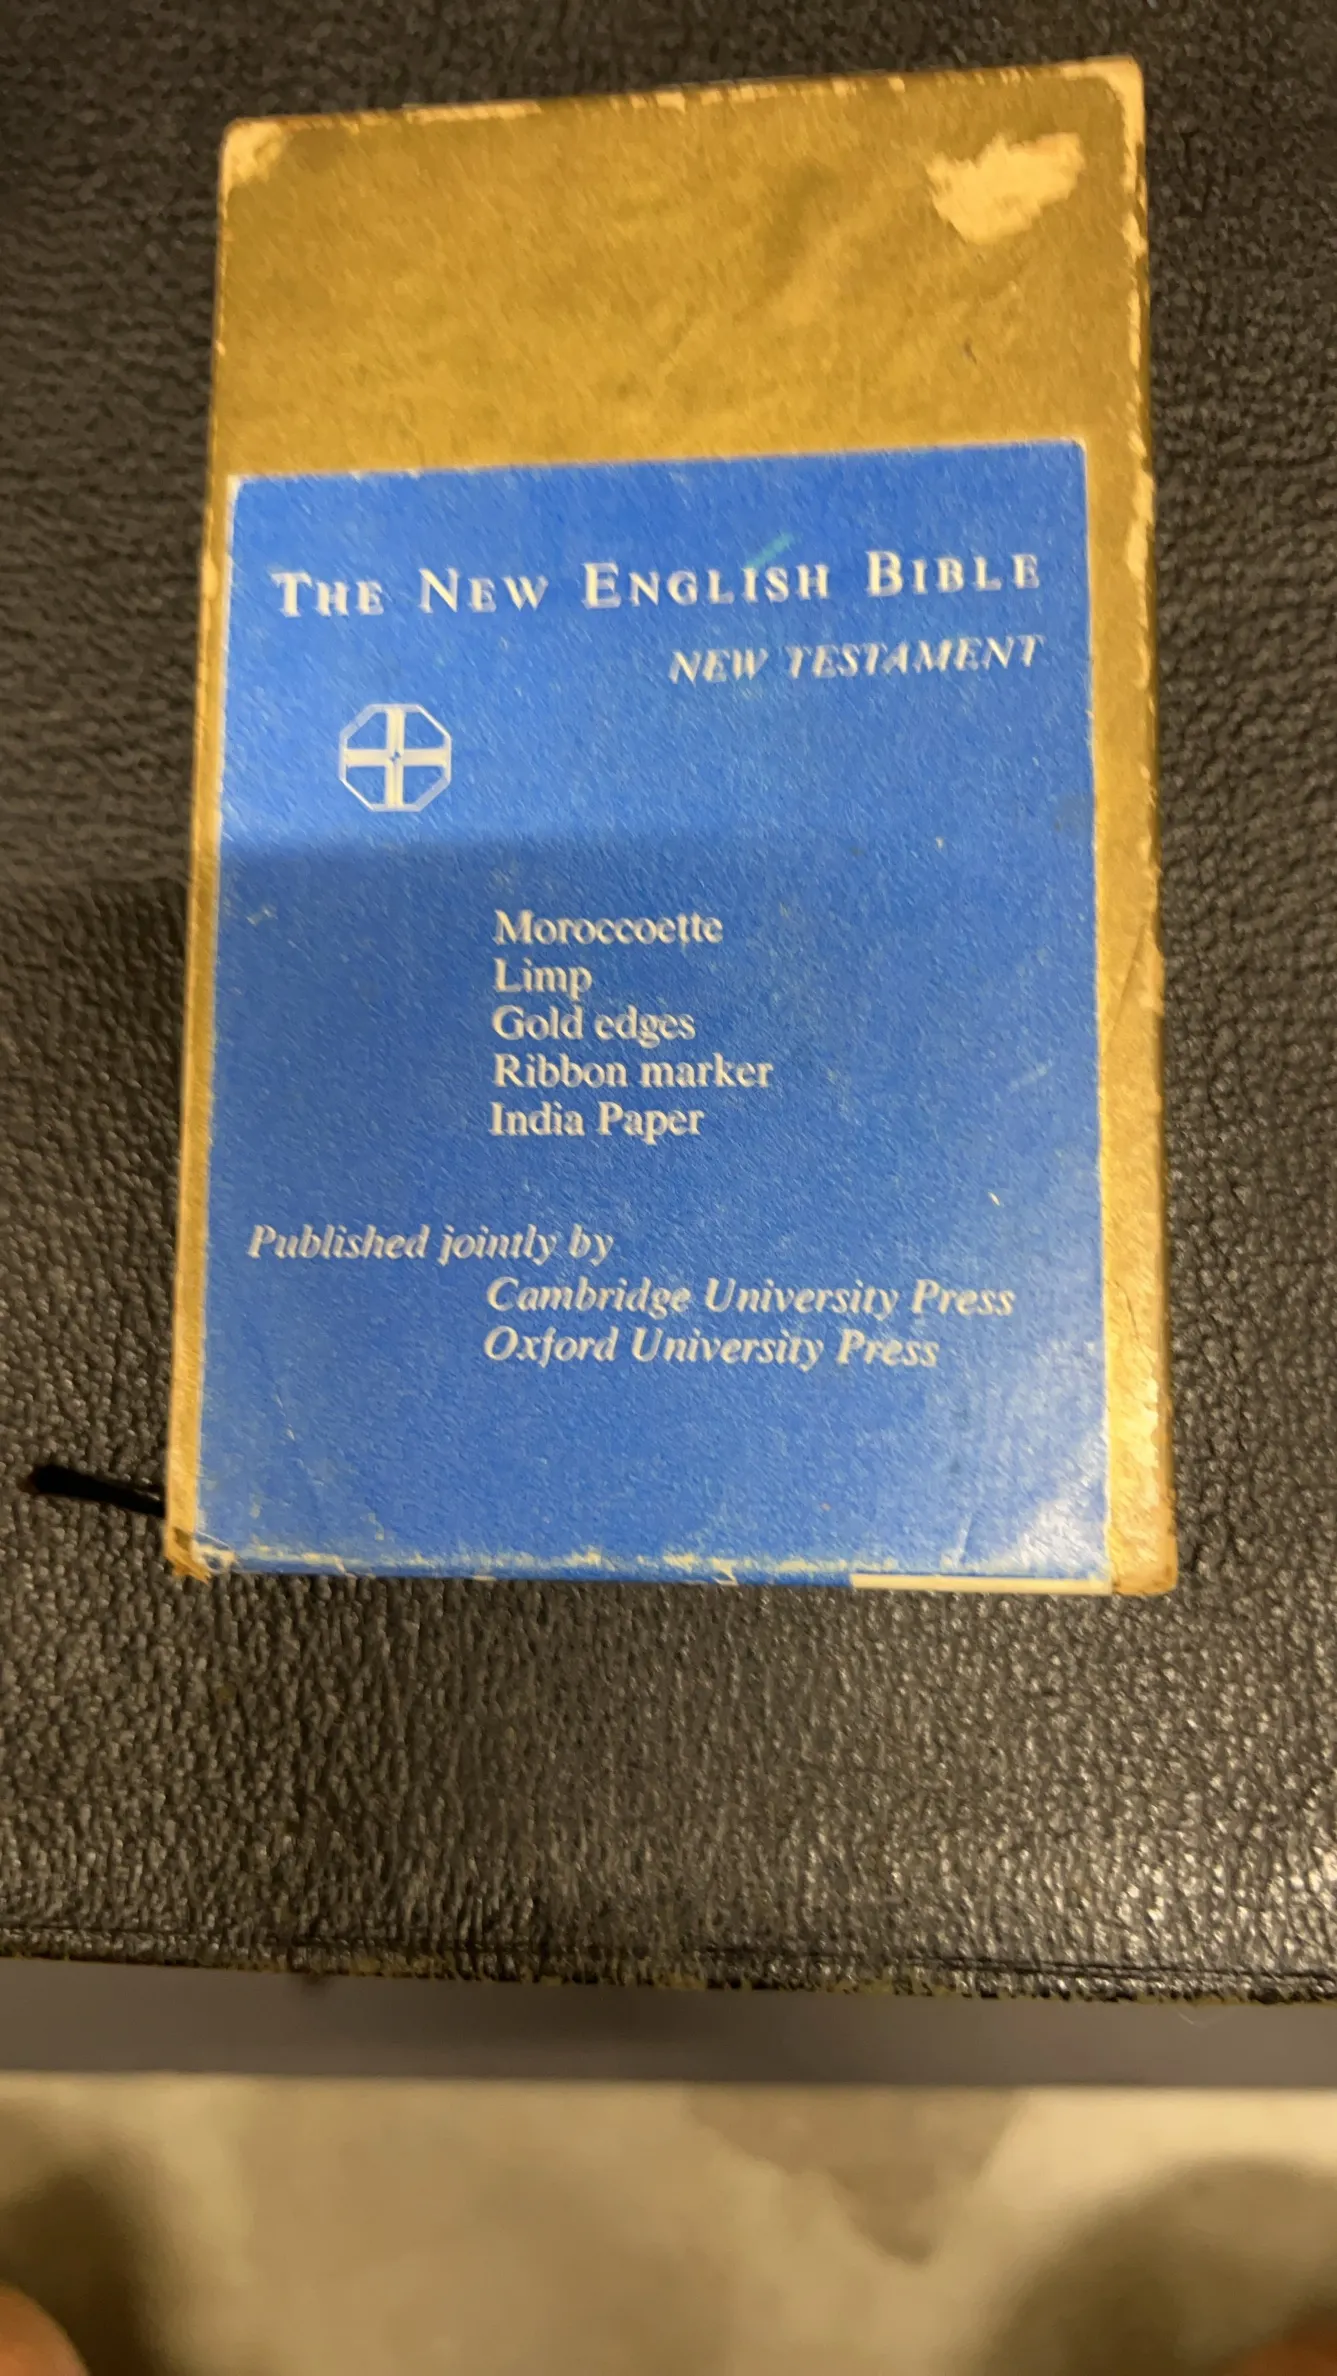 THE NEW ENGLISH BIBLE
NEW TESTAMENT
Moroccoette
Limp
Gold edges
Ribbon marker
India Paper
Published jointly by
Cambridge University Press
Oxford University Press